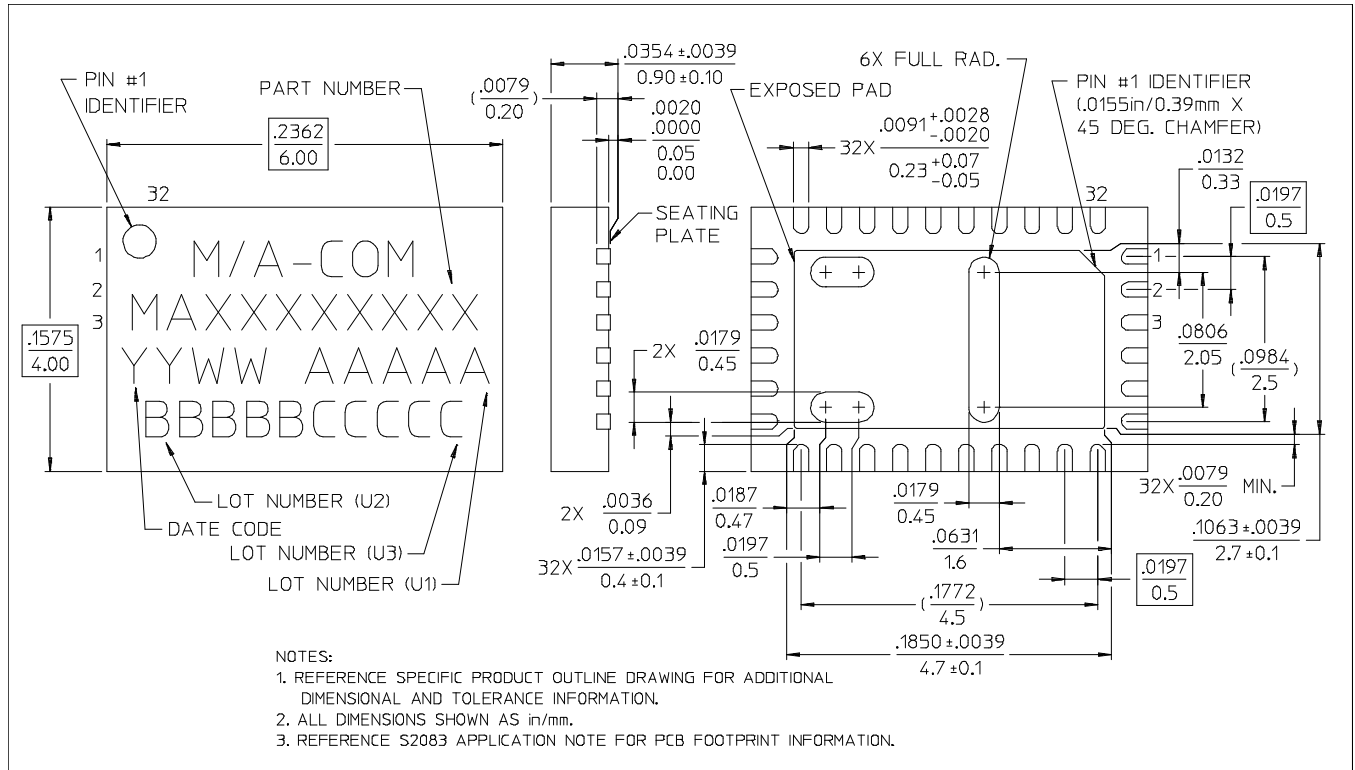 PIN #1
IDENTIFIER
PART NUMBER
.2362
6.00
32
1
2
3
.1575
4.00
M/A-COM
MAXXXXXXXXX
YYWW AAAAA
BBBBBCCCCC
LOT NUMBER (U2)
DATE CODE
LOT NUMBER (U3)
LOT NUMBER (U1)
.0354 ±.0039
0.90 ±0.10
(.0079
0.20)
.0020
.0000
0.05
0.00
SEATING
PLATE
EXPOSED PAD
6X FULL RAD.
32X .0091 +.0028
-.0020
0.23 +0.07
-0.05
PIN #1 IDENTIFIER
(.0155in/0.39mm X
45 DEG. CHAMFER)
32
.0132
0.33
.0197
0.5
1
2
3
.0806
2.05
(.0984
2.5)
2X .0179
0.45
2X .0036
0.09
32X .0157 ±.0039
0.4 ±0.1
.0187
0.47
.0197
0.5
.0179
0.45
.0631
1.6
32X .0079 MIN.
0.20
.1063 ±.0039
2.7 ±0.1
.0197
0.5
(.1772
4.5)
.1850 ±.0039
4.7 ±0.1
NOTES:
1. REFERENCE SPECIFIC PRODUCT OUTLINE DRAWING FOR ADDITIONAL
DIMENSIONAL AND TOLERANCE INFORMATION.
2. ALL DIMENSIONS SHOWN AS in/mm.
3. REFERENCE S2083 APPLICATION NOTE FOR PCB FOOTPRINT INFORMATION.